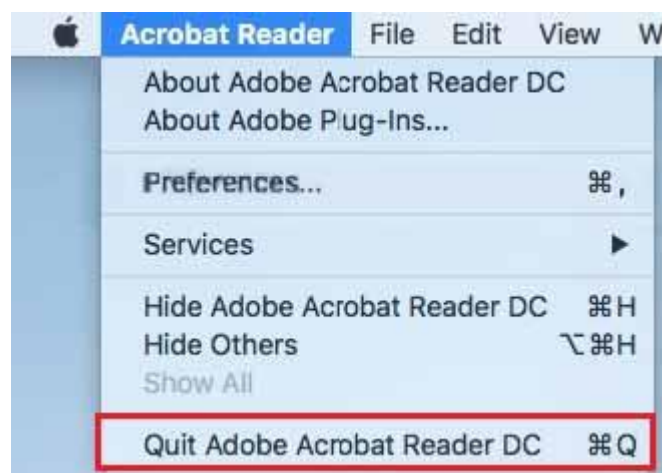 Acrobat Reader File Edit View W
About Adobe Acrobat Reader DC
About Adobe Plug-Ins...
Preferences... ⌘,
Services ▶
Hide Adobe Acrobat Reader DC ⌘H
Hide Others ⌥⌘H
Show All
Quit Adobe Acrobat Reader DC ⌘Q